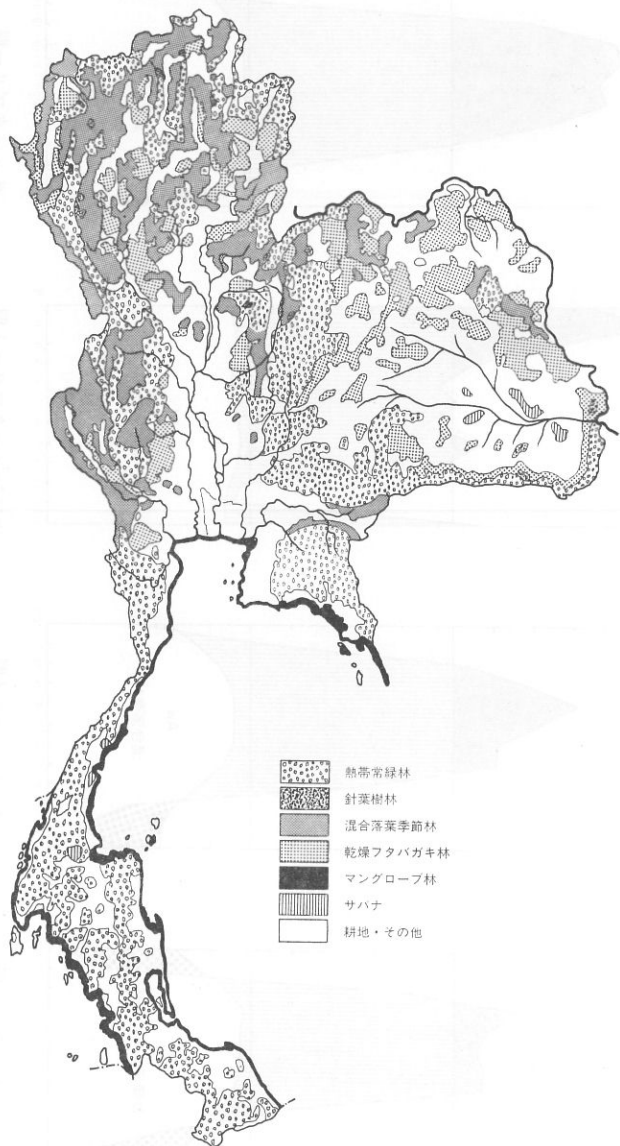 熱帯常緑林
針葉樹林
混合落葉季節林
乾燥フタバガキ林
マングローブ林
サバナ
耕地・その他